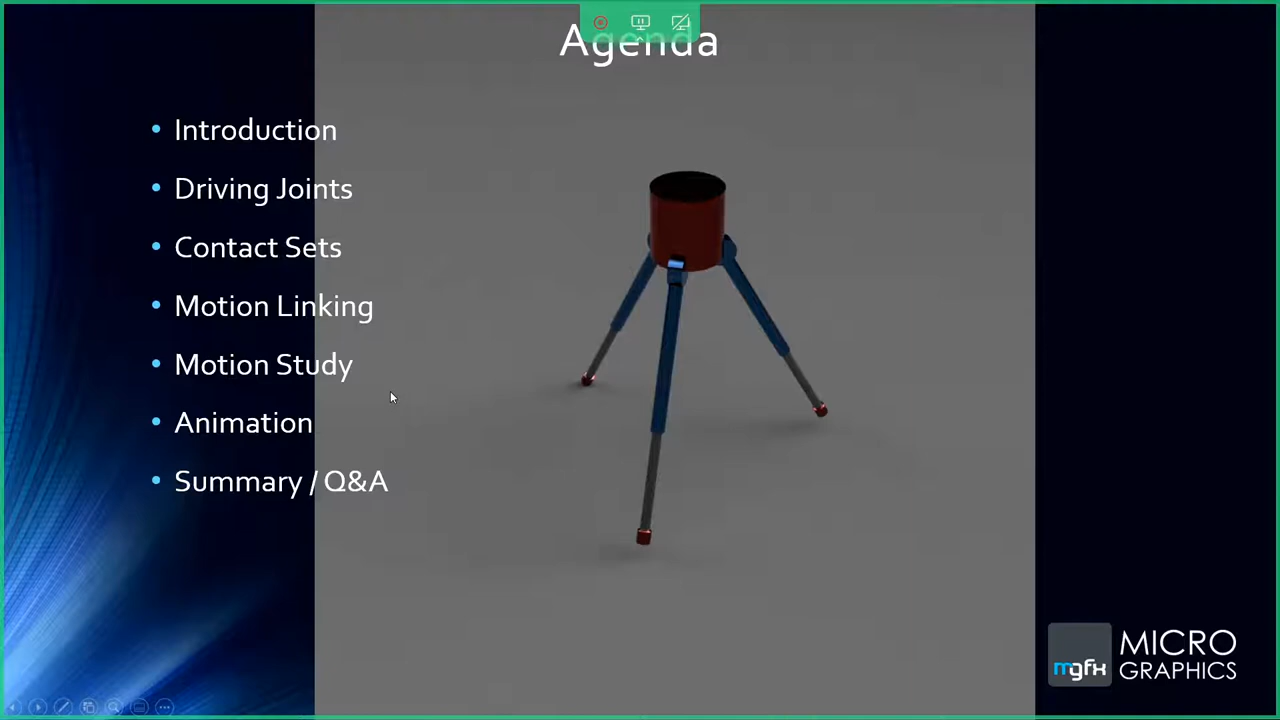 Agenda
Introduction
Driving Joints
Contact Sets
Motion Linking
Motion Study
Animation
Summary / Q&A
mgfx
MICRO
GRAPHICS